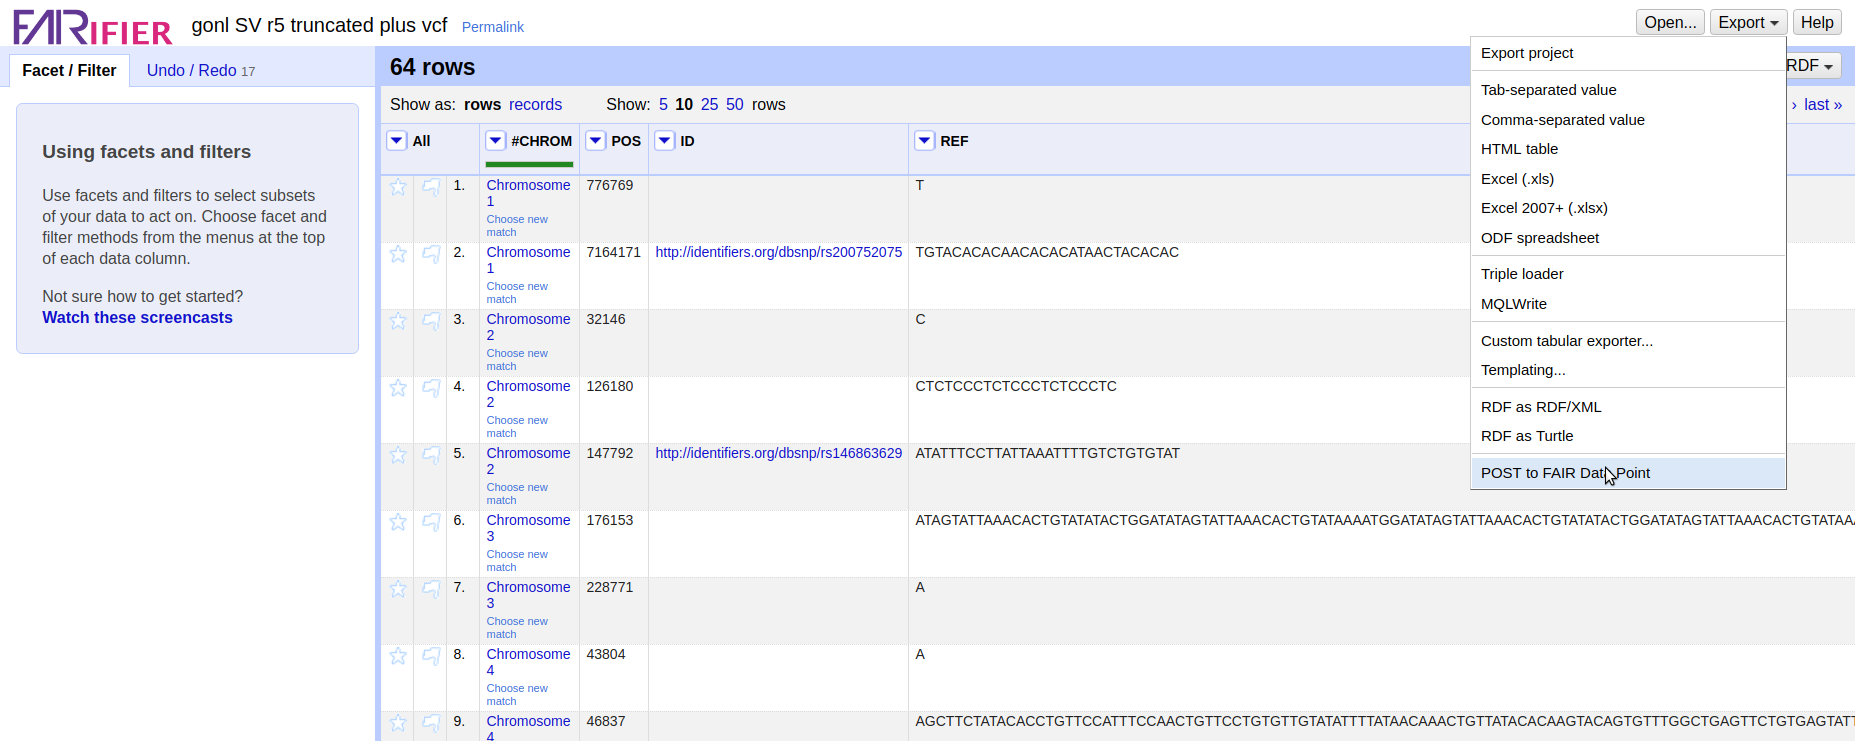 FAIRIFIER gonl SV r5 truncated plus vcf Permalink Open... Export Help
Facet / Filter Undo / Redo 17
64 rows RDF
Show as: rows records Show: 5 10 25 50 rows › last »
Using facets and filters
Use facets and filters to select subsets
of your data to act on. Choose facet and
filter methods from the menus at the top
of each data column.
Not sure how to get started?
Watch these screencasts
All #CHROM POS ID REF
1. Chromosome 776769 T
1
Choose new
match
2. Chromosome 7164171 http://identifiers.org/dbsnp/rs200752075 TGTACACACAACACACATAACTACACAC
1
Choose new
match
3. Chromosome 32146 C
2
Choose new
match
4. Chromosome 126180 CTCTCCCTCTCCCTCTCCCTC
2
Choose new
match
5. Chromosome 147792 http://identifiers.org/dbsnp/rs146863629 ATATTTCCTTATTAAATTTTGTCTGTGTAT
2
Choose new
match
6. Chromosome 176153 ATAGTATTAAACACTGTATATACTGGATATAGTATTAAACACTGTATAAAATGGATATAGTATTAAACACTGTATATACTGGATATAGTATTAAACACTGTATAA
3
Choose new
match
7. Chromosome 228771 A
3
Choose new
match
8. Chromosome 43804 A
4
Choose new
match
9. Chromosome 46837 AGCTTCTATACACCTGTTCCATTTCCAACTGTTCCTGTGTTGTATATTTTATAACAAACTGTTATACACAAGTACAGTGTTTGGCTGAGTTCTGTGAGTATT
4
Export project
Tab-separated value
Comma-separated value
HTML table
Excel (.xls)
Excel 2007+ (.xlsx)
ODF spreadsheet
Triple loader
MQLWrite
Custom tabular exporter...
Templating...
RDF as RDF/XML
RDF as Turtle
POST to FAIR Data Point